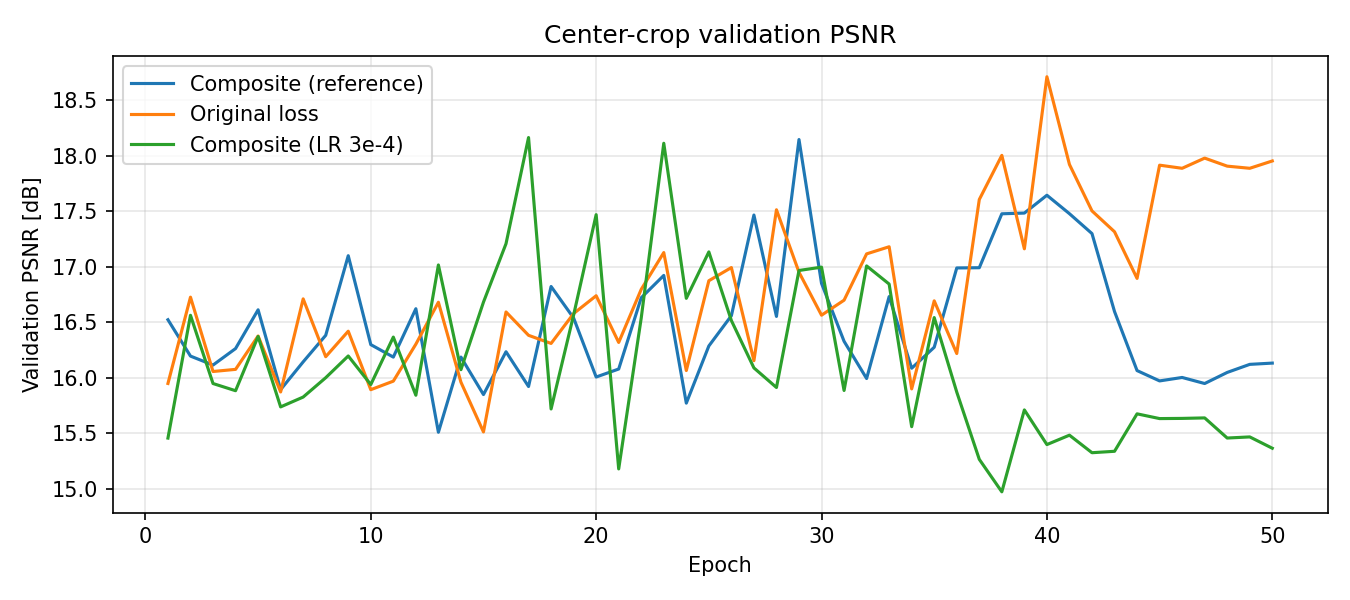 Center-crop validation PSNR
Composite (reference)
Original loss
Composite (LR 3e-4)
Validation PSNR [dB]
18.5
18.0
17.5
17.0
16.5
16.0
15.5
15.0
0 10 20 30 40 50
Epoch